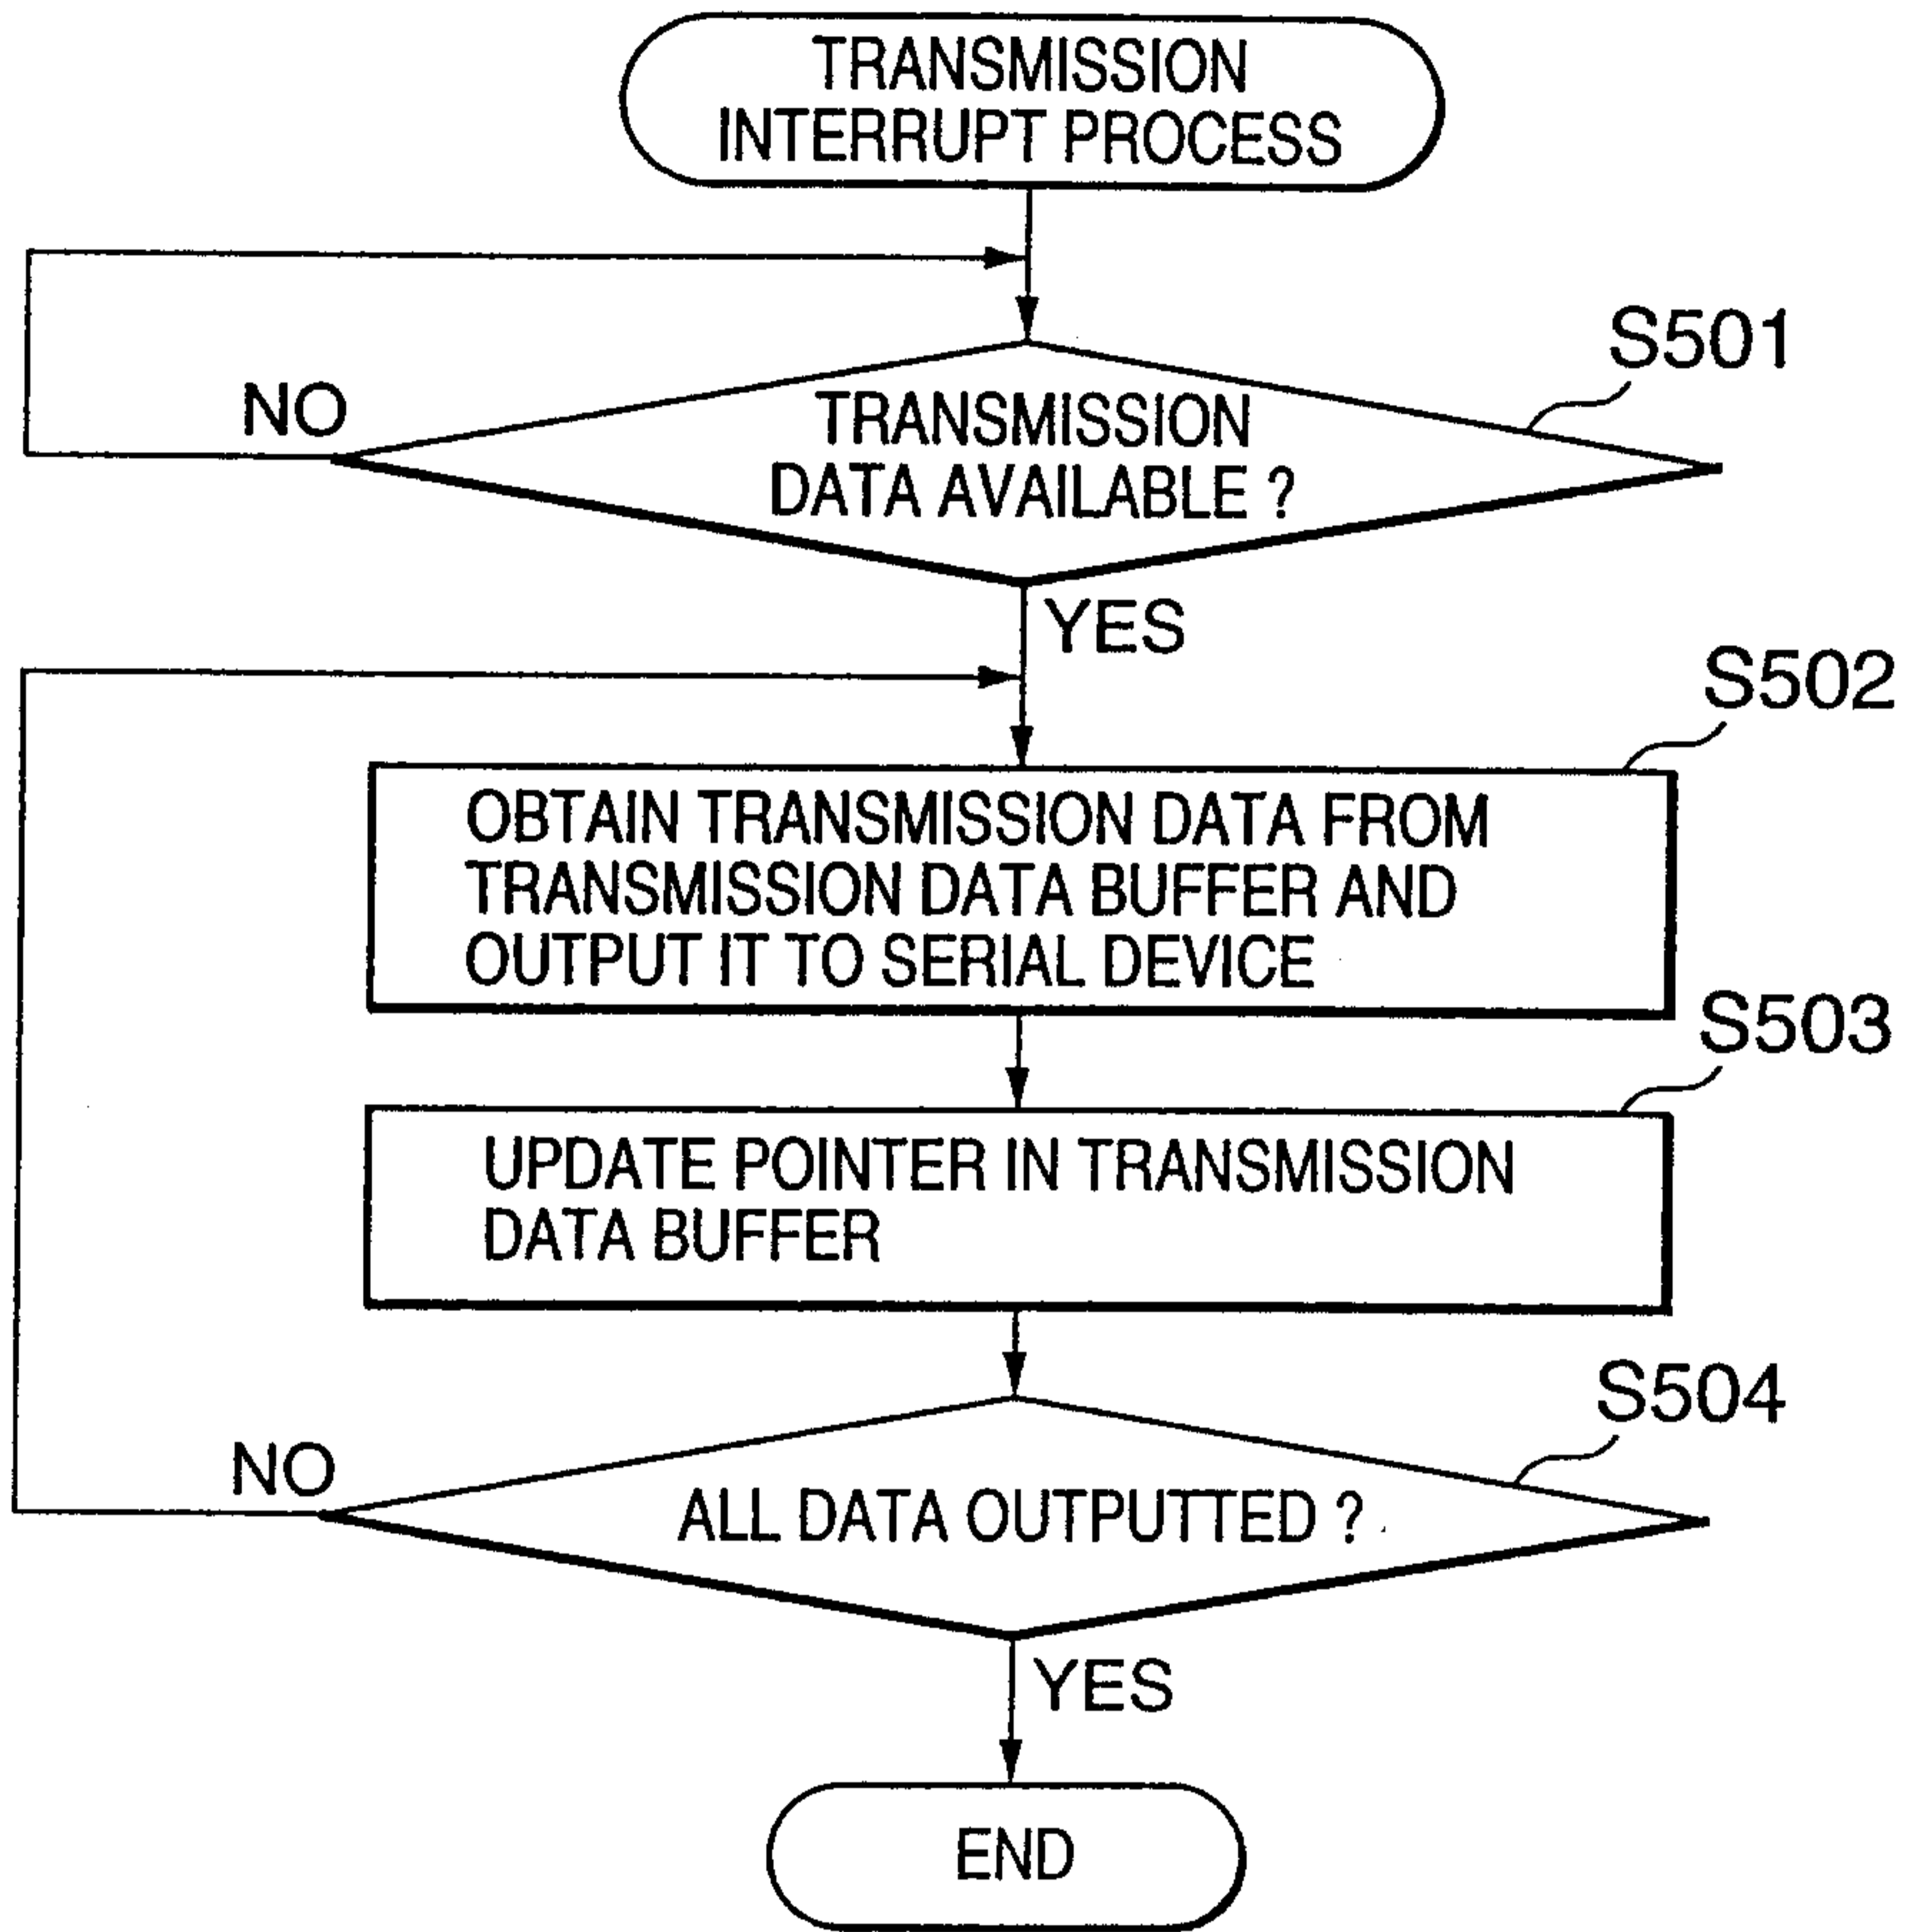 TRANSMISSION
INTERRUPT PROCESS
S501
NO
TRANSMISSION
DATA AVAILABLE ?
YES
S502
OBTAIN TRANSMISSION DATA FROM
TRANSMISSION DATA BUFFER AND
OUTPUT IT TO SERIAL DEVICE
S503
UPDATE POINTER IN TRANSMISSION
DATA BUFFER
S504
NO
ALL DATA OUTPUTTED ?
YES
END